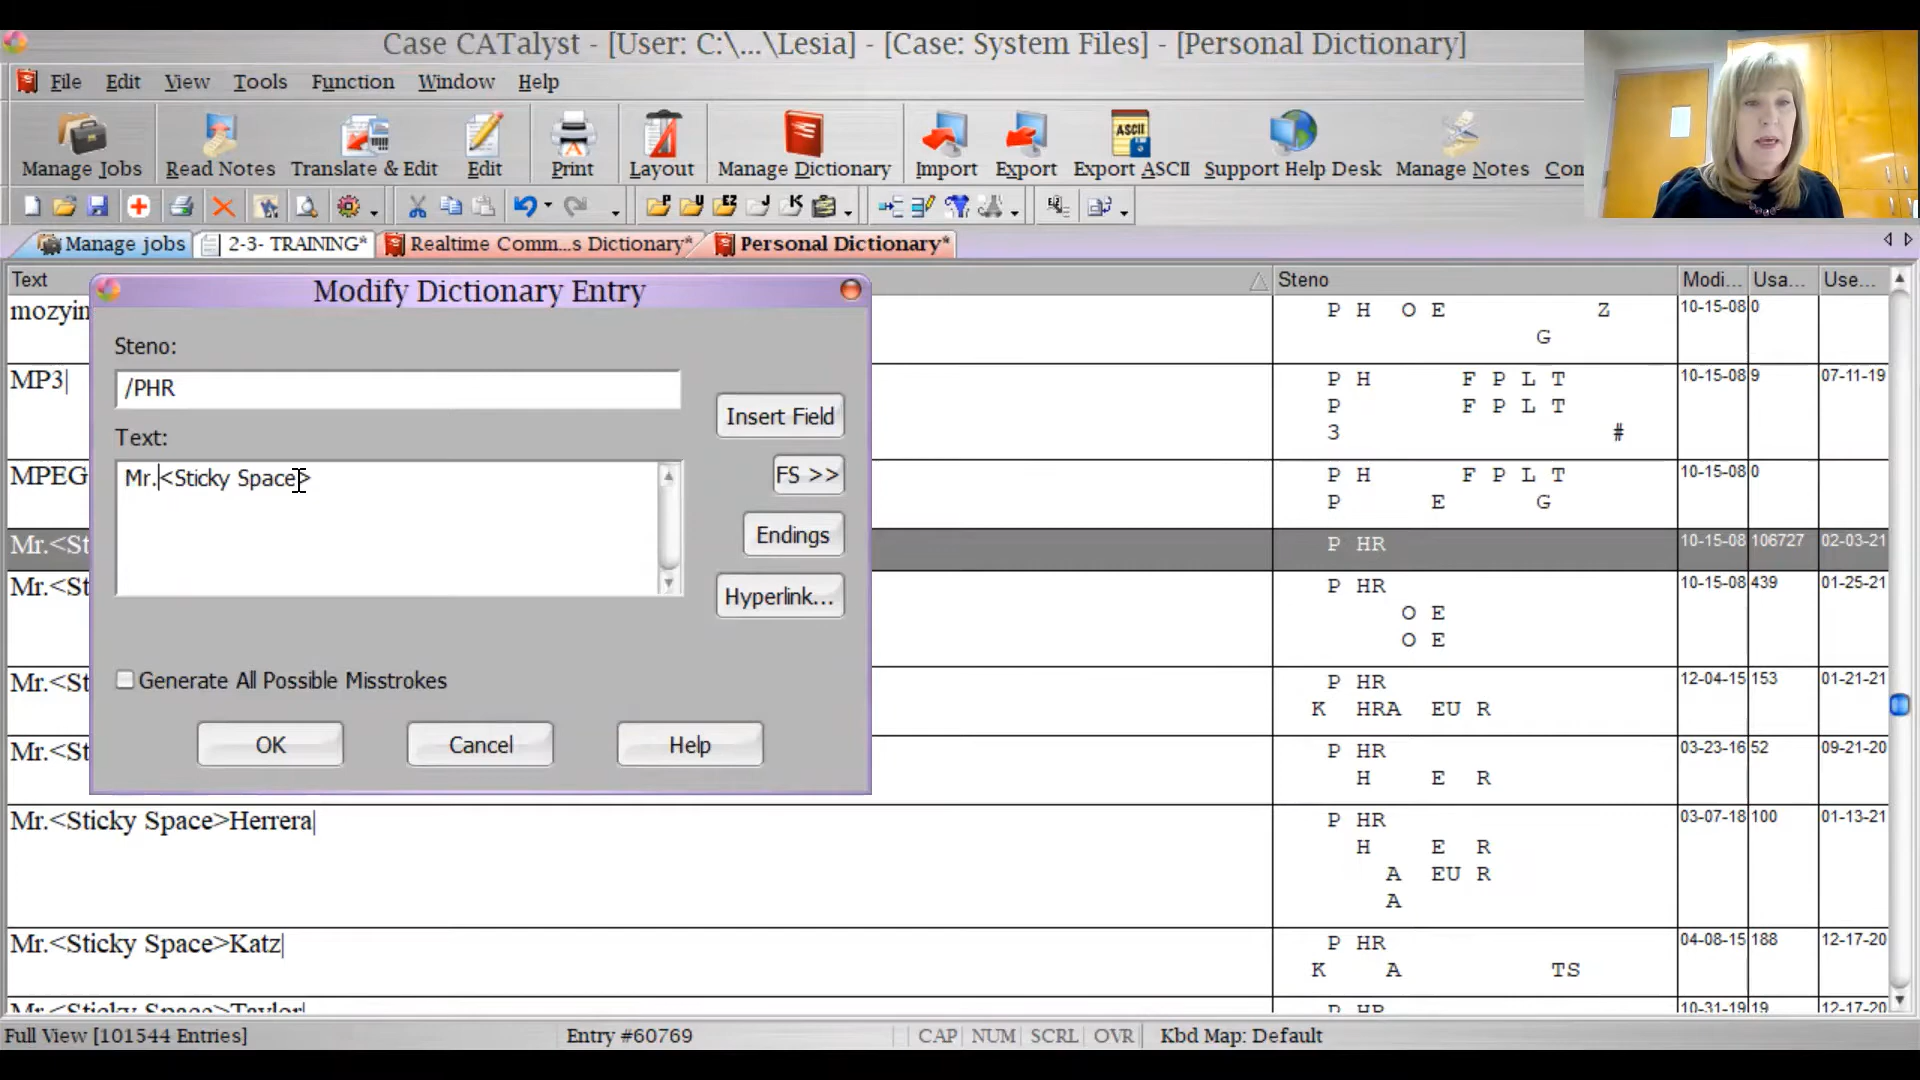 Case CATalyst - [User: C:\...\Lesia] - [Case: System Files] - [Personal Dictionary]
File Edit View Tools Function Window Help
Manage Jobs Read Notes Translate & Edit Edit Print Layout Manage Dictionary Import Export Export ASCII Support Help Desk Manage Notes Con
ASCII
Manage jobs 2-3- TRAINING* Realtime Comm...s Dictionary* Personal Dictionary*
Text Steno Modi... Usa... Use...
mozyin P H O E Z 10-15-08 0
G
MP3| P H F P L T 10-15-08 9 07-11-19
P F P L T
3 #
MPEG P H F P L T 10-15-08 0
P E G
Mr.<St P HR 10-15-08 106727 02-03-21
Mr.<St P HR 10-15-08 439 01-25-21
O E
O E
Mr.<St P HR 12-04-15 153 01-21-21
K HRA EU R
Mr.<St P HR 03-23-16 52 09-21-20
H E R
Mr.<Sticky Space>Herrera| P HR 03-07-18 100 01-13-21
H E R
A EU R
A
Mr.<Sticky Space>Katz| P HR 04-08-15 188 12-17-20
K A TS
Mr.<Sticky Space>Taylor| P HR 10-31-19 19 12-17-20
Modify Dictionary Entry
Steno:
/PHR
Insert Field
Text:
Mr.<Sticky Space>
FS >>
Endings
Hyperlink...
Generate All Possible Misstrokes
OK Cancel Help
Full View [101544 Entries] Entry #60769 CAP NUM SCRL OVR Kbd Map: Default